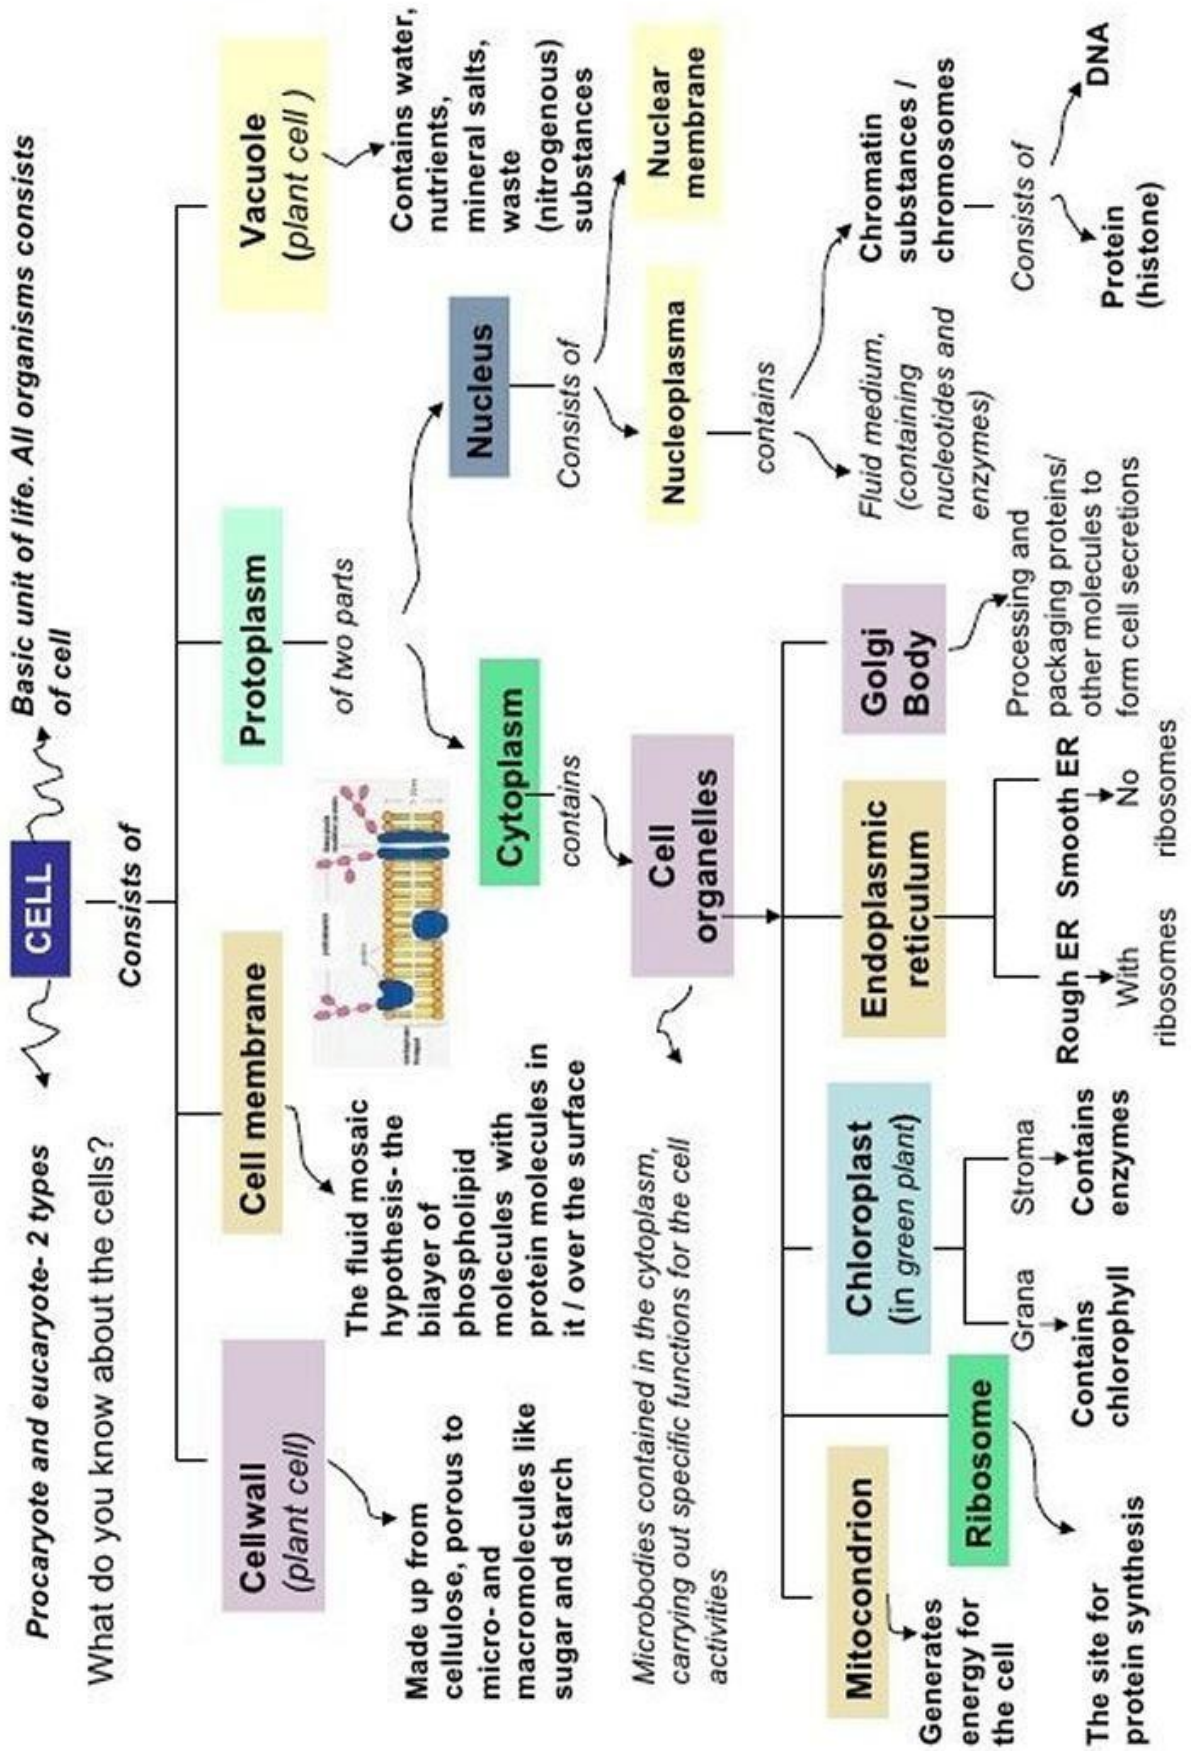 Procaryote and eucaryote- 2 types
CELL
Basic unit of life. All organisms consists
of cell
What do you know about the cells?
Consists of
Cellwall
(plant cell)
Made up from
cellulose, porous to
micro- and
macromolecules like
sugar and starch
Cell membrane
The fluid mosaic
hypothesis- the
bilayer of
phospholipid
molecules with
protein molecules in
it / over the surface
Protoplasm
of two parts
Vacuole
(plant cell )
Contains water,
nutrients,
mineral salts,
waste
(nitrogenous)
substances
Cytoplasm
contains
Cell
organelles
Microbodies contained in the cytoplasm,
carrying out specific functions for the cell
activities
Nucleus
Consists of
Nucleoplasma
Nuclear
membrane
contains
Fluid medium,
(containing
nucleotides and
enzymes)
Chromatin
substances /
chromosomes
Consists of
Protein
(histone)
DNA
Mitocondrion
Generates
energy for
the cell
Ribosome
The site for
protein synthesis
Chloroplast
(in green plant)
Grana
Contains
chlorophyll
Stroma
Contains
enzymes
Endoplasmic
reticulum
Rough ER
With
ribosomes
Smooth ER
No
ribosomes
Golgi
Body
Processing and
packaging proteins/
other molecules to
form cell secretions